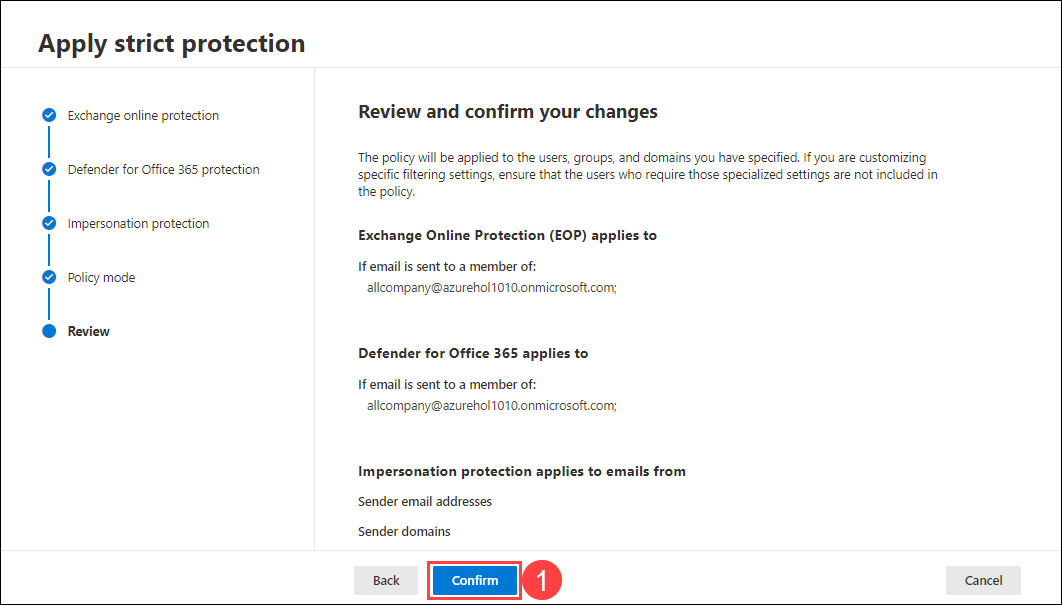 Apply strict protection
Exchange online protection
Defender for Office 365 protection
Impersonation protection
Policy mode
Review
Review and confirm your changes
The policy will be applied to the users, groups, and domains you have specified. If you are customizing
specific filtering settings, ensure that the users who require those specialized settings are not included in
the policy.
Exchange Online Protection (EOP) applies to
If email is sent to a member of:
allcompany@azurehol1010.onmicrosoft.com;
Defender for Office 365 applies to
If email is sent to a member of:
allcompany@azurehol1010.onmicrosoft.com;
Impersonation protection applies to emails from
Sender email addresses
Sender domains
Back
Confirm
1
Cancel